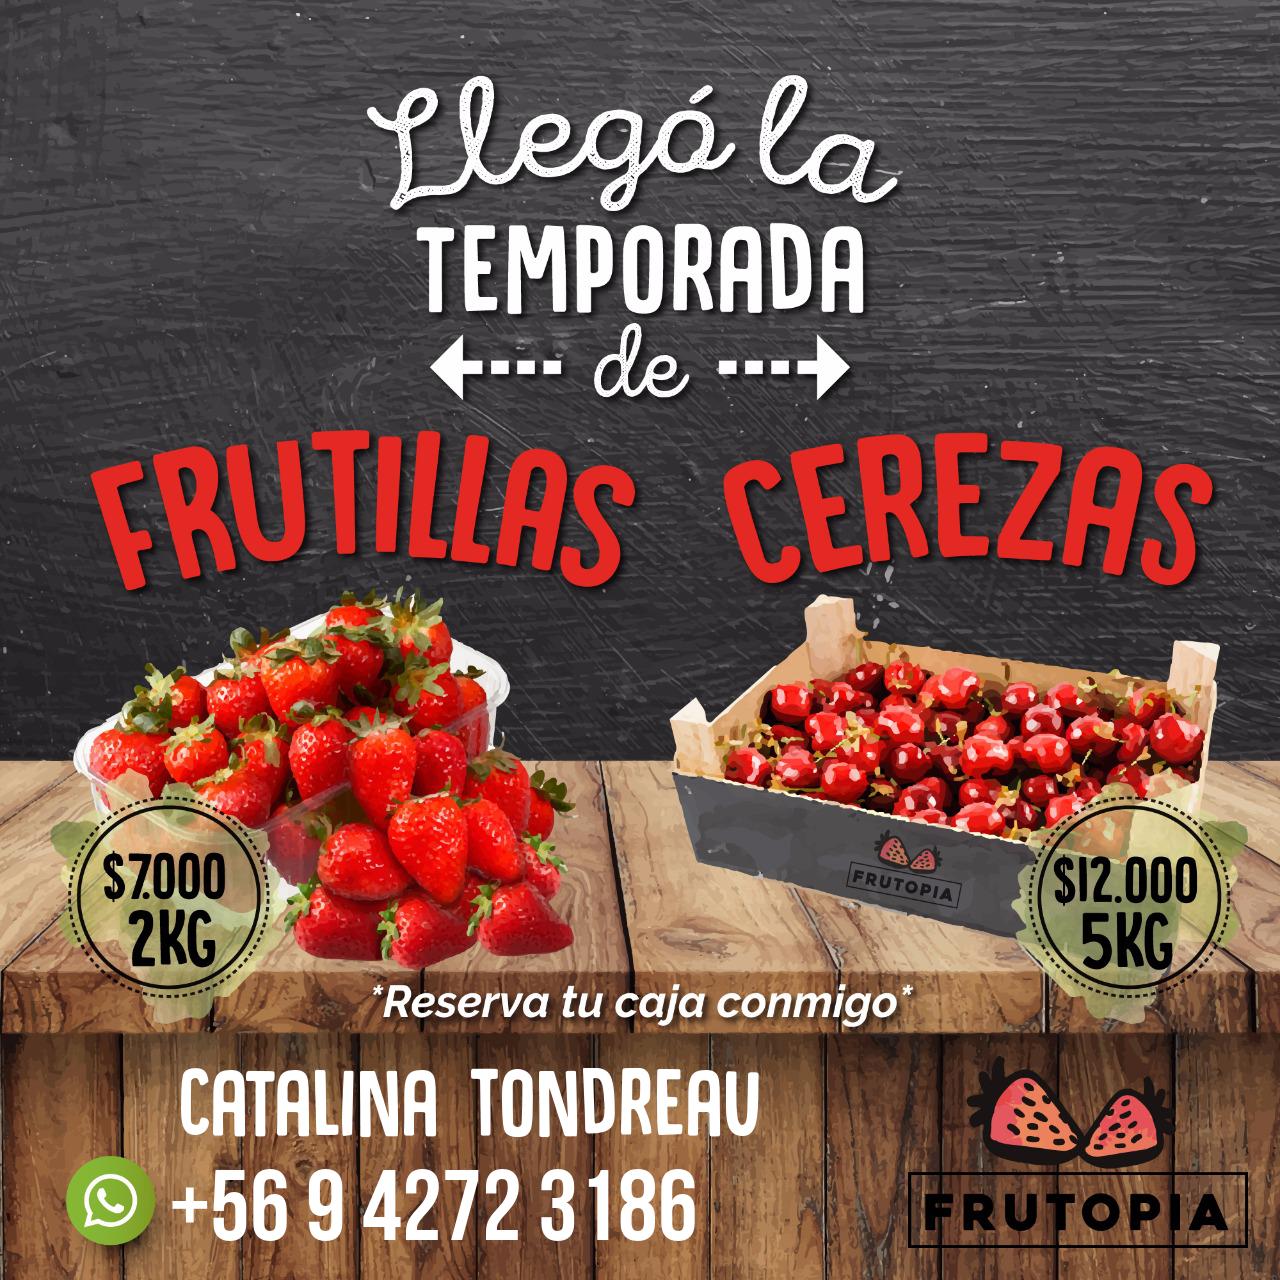 Llegó la
TEMPORADA
de
FRUTILLAS CEREZAS
FRUTOPIA
$7.000
2KG
$12.000
5KG
*Reserva tu caja conmigo*
CATALINA TONDREAU
+56 9 4272 3186
FRUTOPIA